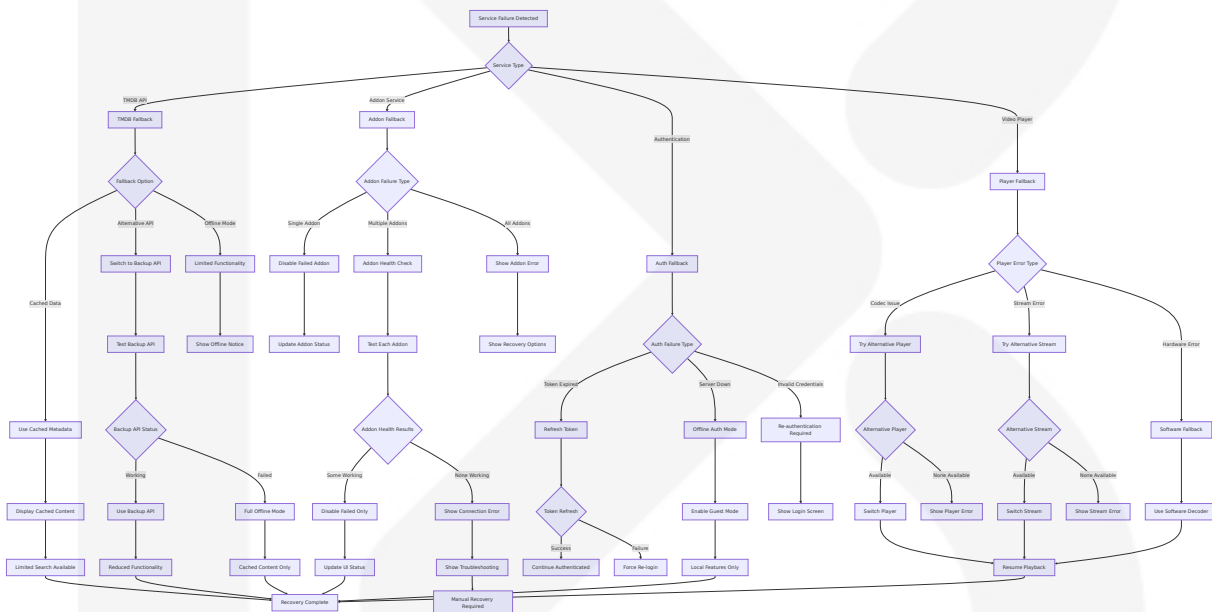 Service Failure Detected
Service Type
TMDB API
Addon Service
Authentication
Video Player
TMDB Fallback
Addon Fallback
Fallback Option
Addon Failure Type
Player Fallback
Alternative API
Offline Mode
Single Addon
Multiple Addons
All Addons
Switch to Backup API
Limited Functionality
Disable Failed Addon
Addon Health Check
Show Addon Error
Auth Fallback
Player Error Type
Cached Data
Codec Issue
Stream Error
Test Backup API
Show Offline Notice
Update Addon Status
Test Each Addon
Show Recovery Options
Auth Failure Type
Try Alternative Player
Try Alternative Stream
Hardware Error
Token Expired
Server Down
Invalid Credentials
Use Cached Metadata
Backup API Status
Addon Health Results
Refresh Token
Offline Auth Mode
Re-authentication
Required
Alternative Player
Alternative Stream
Software Fallback
Working
Failed
Some Working
None Working
Available
None Available
Available
None Available
Display Cached Content
Use Backup API
Full Offline Mode
Disable Failed Only
Show Connection Error
Token Refresh
Enable Guest Mode
Show Login Screen
Switch Player
Show Player Error
Switch Stream
Show Stream Error
Use Software Decoder
Success
Failure
Limited Search Available
Reduced Functionality
Cached Content Only
Update UI Status
Show Troubleshooting
Continue Authenticated
Force Re-login
Local Features Only
Resume Playback
Recovery Complete
Manual Recovery
Required